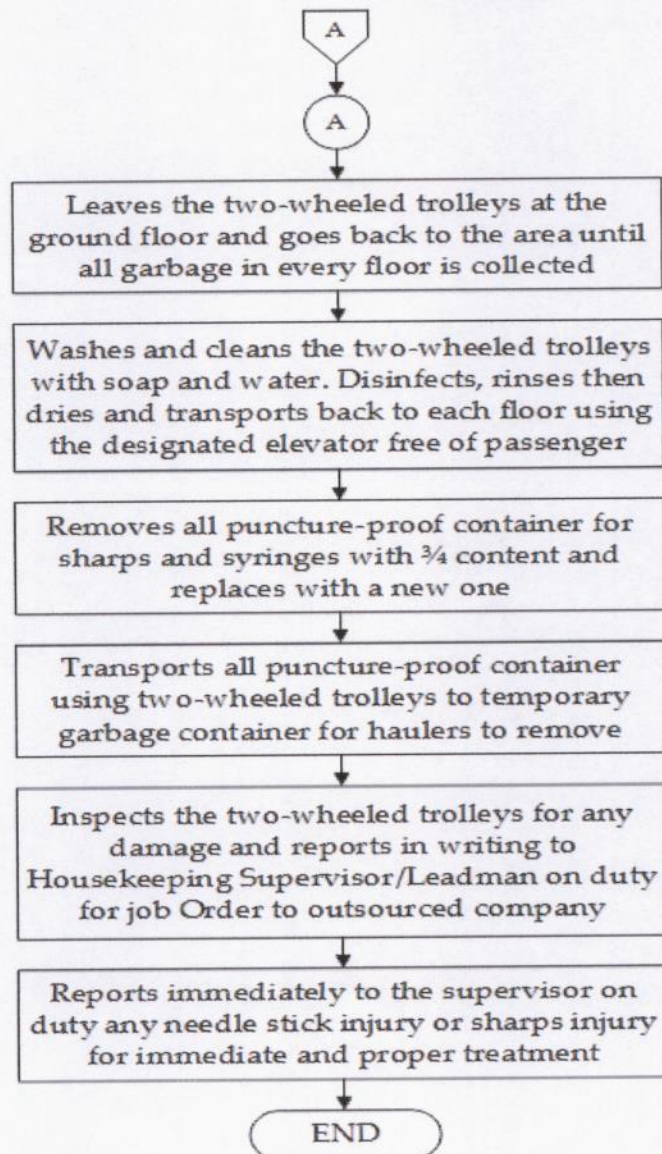 A
A
Leaves the two-wheeled trolleys at the
ground floor and goes back to the area until
all garbage in every floor is collected
Washes and cleans the two-wheeled trolleys
with soap and water. Disinfects, rinses then
dries and transports back to each floor using
the designated elevator free of passenger
Removes all puncture-proof container for
sharps and syringes with ¾ content and
replaces with a new one
Transports all puncture-proof container
using two-wheeled trolleys to temporary
garbage container for haulers to remove
Inspects the two-wheeled trolleys for any
damage and reports in writing to
Housekeeping Supervisor/Leadman on duty
for job Order to outsourced company
Reports immediately to the supervisor on
duty any needle stick injury or sharps injury
for immediate and proper treatment
END